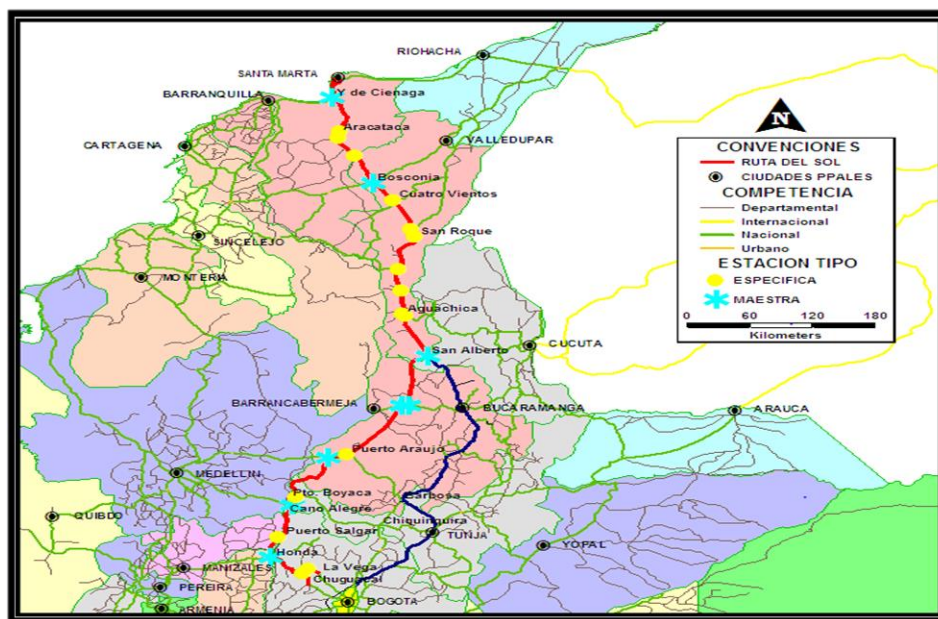 RIOHACHA
SANTA MARTA
"Y de Cienaga
BARRANQUILLA
Aracataca
CARTAGENA
VALLEDUPAR
Bosconia
Cuatro Vientos
San Roque
SINCELEJO
MONTERIA
Aguachica
San Alberto
CUCUTA
BARRANCABERMEJA
BUCARAMANGA
ARAUCA
Puerto Araujo
MEDELLIN
Pto. Boyaca
Barbosa
Cano Alegre
QUIBDO
Chiquinquira
Puerto Salgar
TUNJA
YOPAL
Honda
MANIZALES
La Vega
Chuguacal
PEREIRA
BOGOTA
ARMENIA
N
CONVENCIONES
RUTA DEL SOL
CIUDADES PPALES
COMPETENCIA
Departamental
Internacional
Nacional
Urbano
ESTACION TIPO
ESPECIFICA
MAESTRA
0 60 120 180
Kilometers